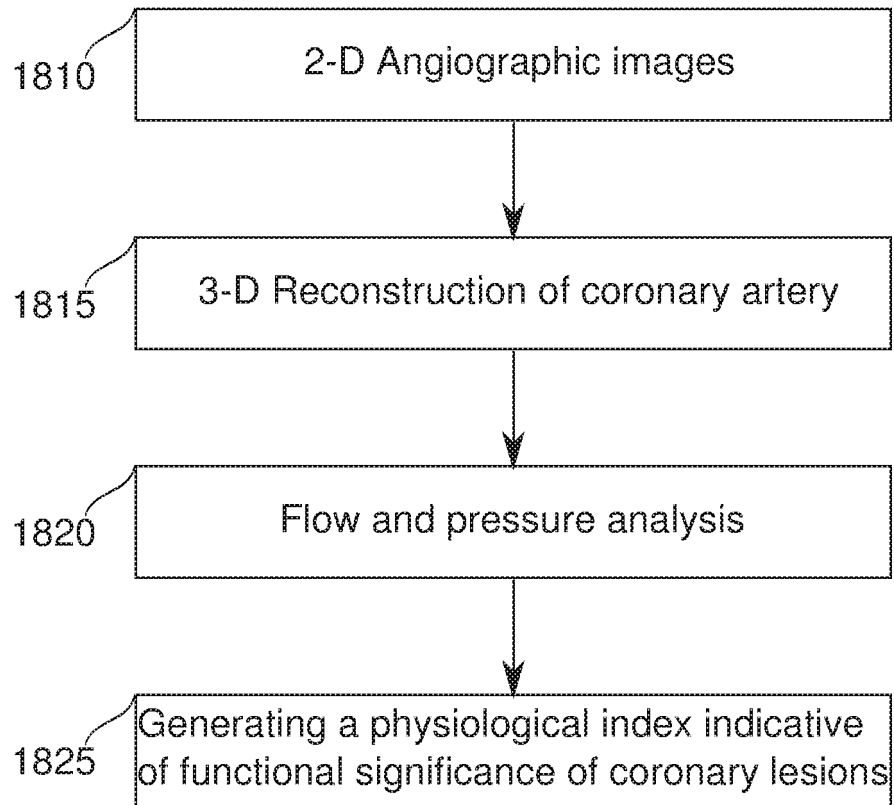 1810
2-D Angiographic images
1815
3-D Reconstruction of coronary artery
1820
Flow and pressure analysis
1825
Generating a physiological index indicative
of functional significance of coronary lesions